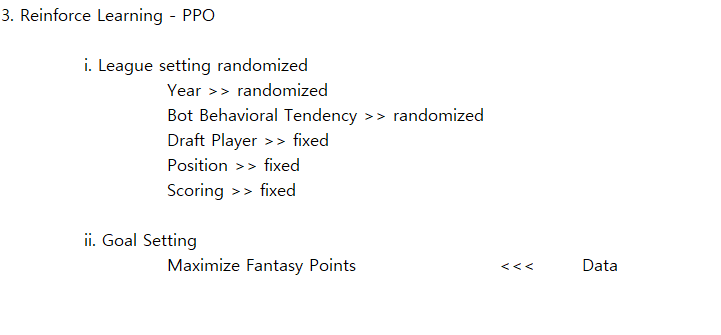 3. Reinforce Learning - PPO
i. League setting randomized
Year >> randomized
Bot Behavioral Tendency >> randomized
Draft Player >> fixed
Position >> fixed
Scoring >> fixed
ii. Goal Setting
Maximize Fantasy Points <<< Data